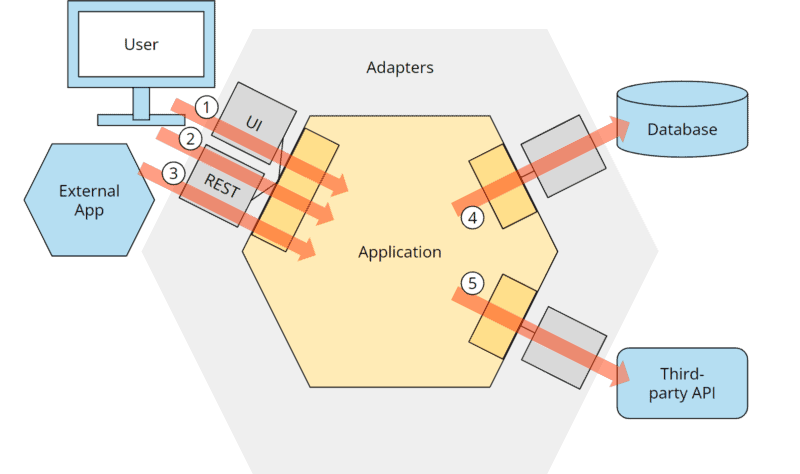 User
Adapters
1
UI
2
Database
3
REST
External
App
4
Application
5
Third-
party API